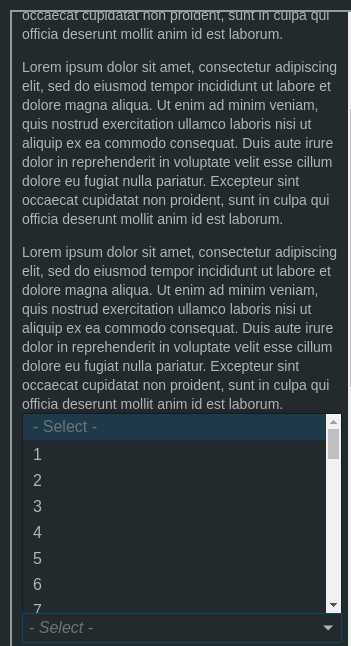 occaecat cupidatat non proident, sunt in culpa qui
officia deserunt mollit anim id est laborum.
Lorem ipsum dolor sit amet, consectetur adipiscing
elit, sed do eiusmod tempor incididunt ut labore et
dolore magna aliqua. Ut enim ad minim veniam,
quis nostrud exercitation ullamco laboris nisi ut
aliquip ex ea commodo consequat. Duis aute irure
dolor in reprehenderit in voluptate velit esse cillum
dolore eu fugiat nulla pariatur. Excepteur sint
occaecat cupidatat non proident, sunt in culpa qui
officia deserunt mollit anim id est laborum.
Lorem ipsum dolor sit amet, consectetur adipiscing
elit, sed do eiusmod tempor incididunt ut labore et
dolore magna aliqua. Ut enim ad minim veniam,
quis nostrud exercitation ullamco laboris nisi ut
aliquip ex ea commodo consequat. Duis aute irure
dolor in reprehenderit in voluptate velit esse cillum
dolore eu fugiat nulla pariatur. Excepteur sint
occaecat cupidatat non proident, sunt in culpa qui
officia deserunt mollit anim id est laborum.
- Select -
1
2
3
4
5
6
7
- Select -